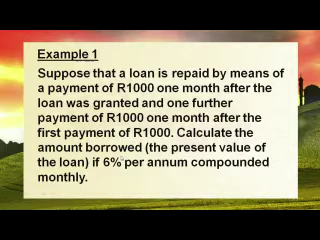 Example 1
Suppose that a loan is repaid by means of
a payment of R1000 one month after the
loan was granted and one further
payment of R1000 one month after the
first payment of R1000. Calculate the
amount borrowed (the present value of
the loan) if 6% per annum compounded
monthly.